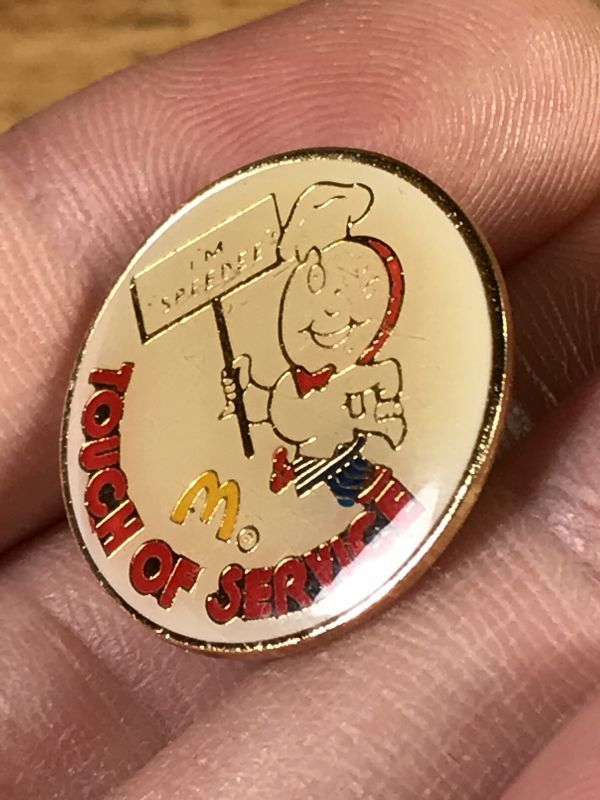 I'M
"SPEEDEE"
M®
TOUCH OF SERVICE